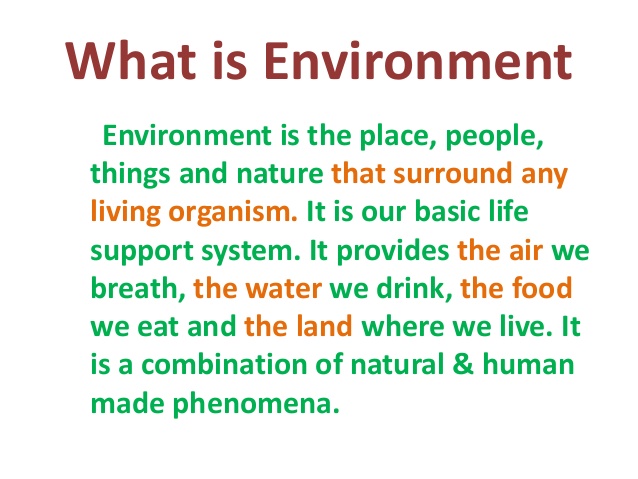 What is Environment
Environment is the place, people,
things and nature that surround any
living organism. It is our basic life
support system. It provides the air we
breath, the water we drink, the food
we eat and the land where we live. It
is a combination of natural & human
made phenomena.